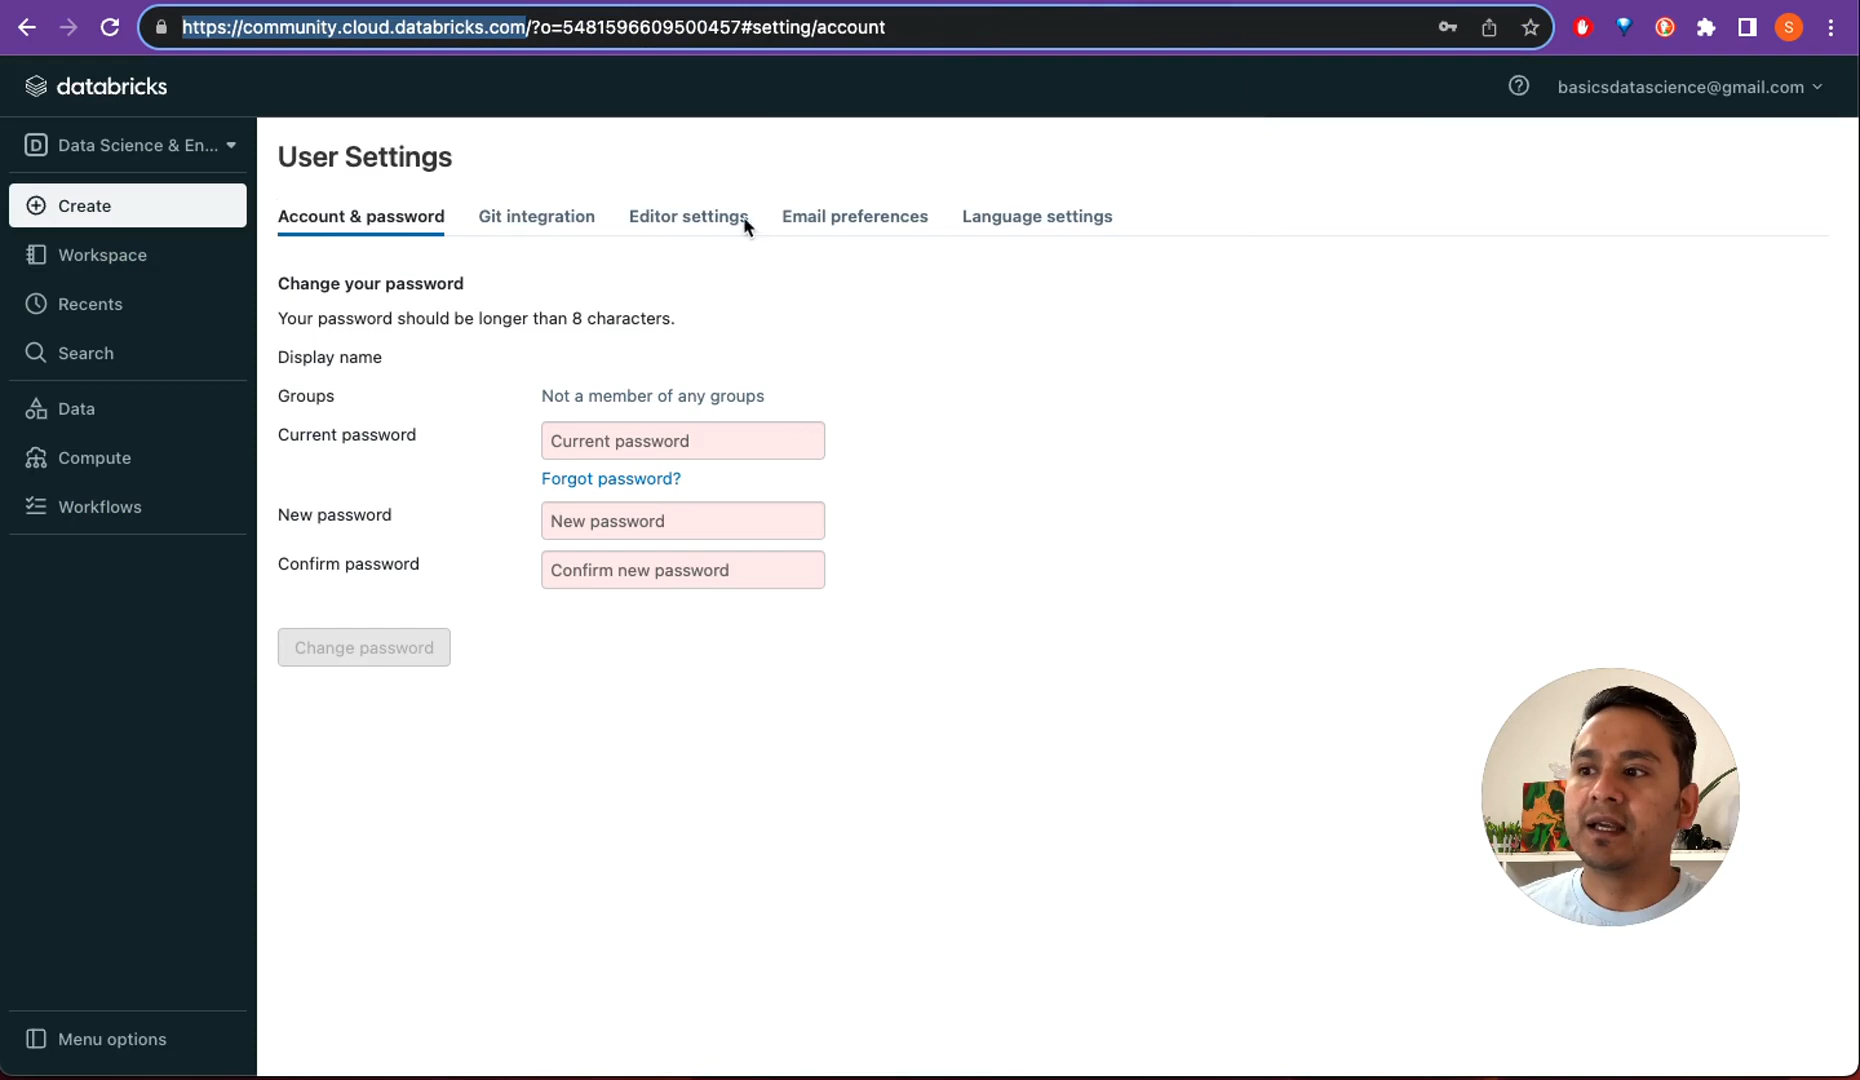 https://community.cloud.databricks.com/?o=5481596609500457#setting/account
S
databricks
basicsdatascience@gmail.com
D Data Science & En...
Create
Workspace
Recents
Search
Data
Compute
Workflows
Menu options
User Settings
Account & password Git integration Editor settings Email preferences Language settings
Change your password
Your password should be longer than 8 characters.
Display name
Groups Not a member of any groups
Current password Current password
Forgot password?
New password New password
Confirm password Confirm new password
Change password